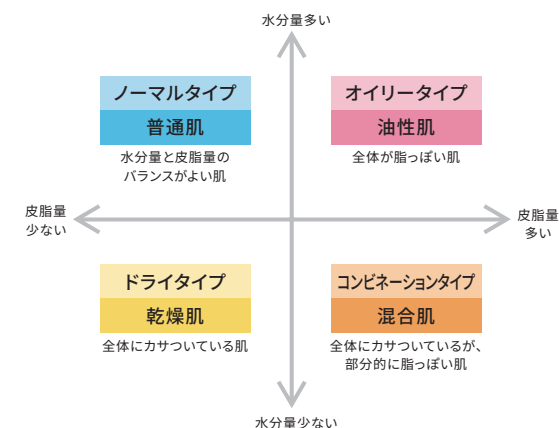 水分量多い
ノーマルタイプ
普通肌
水分量と皮脂量の
バランスがよい肌
オイリータイプ
油性肌
全体が脂っぽい肌
皮脂量
少ない
皮脂量
多い
ドライタイプ
乾燥肌
全体にカサついている肌
コンビネーションタイプ
混合肌
全体にカサついているが、
部分的に脂っぽい肌
水分量少ない